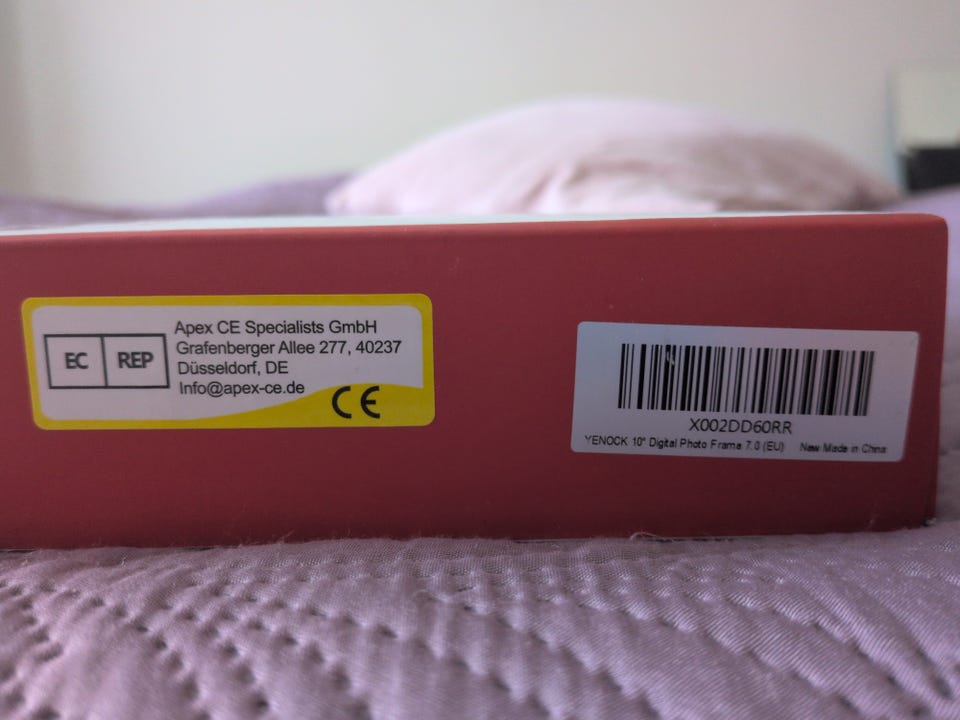 EC REP
Apex CE Specialists GmbH
Grafenberger Allee 277, 40237
Düsseldorf, DE
Info@apex-ce.de
CE
X002DD60RR
YENOCK 10" Digital Photo Frame 7.0 (EU) New Made in China